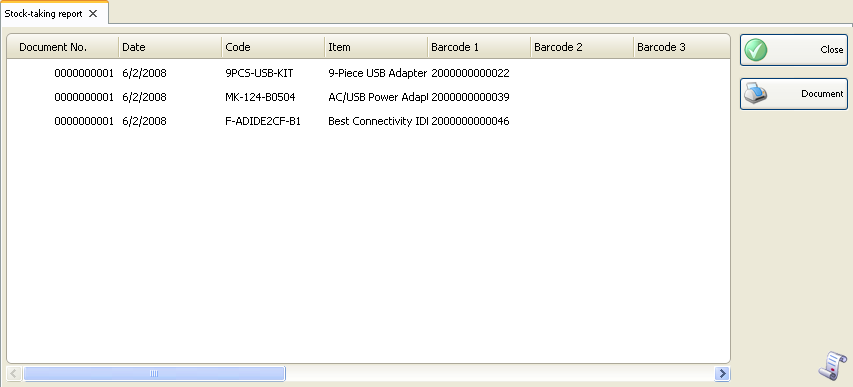 Stock-taking report
Document No. Date Code Item Barcode 1 Barcode 2 Barcode 3
0000000001 6/2/2008 9PCS-USB-KIT 9-Piece USB Adapter 2000000000022
0000000001 6/2/2008 MK-124-B0504 AC/USB Power Adapt 2000000000039
0000000001 6/2/2008 F-ADIDE2CF-B1 Best Connectivity IDE 2000000000046
Close
Document